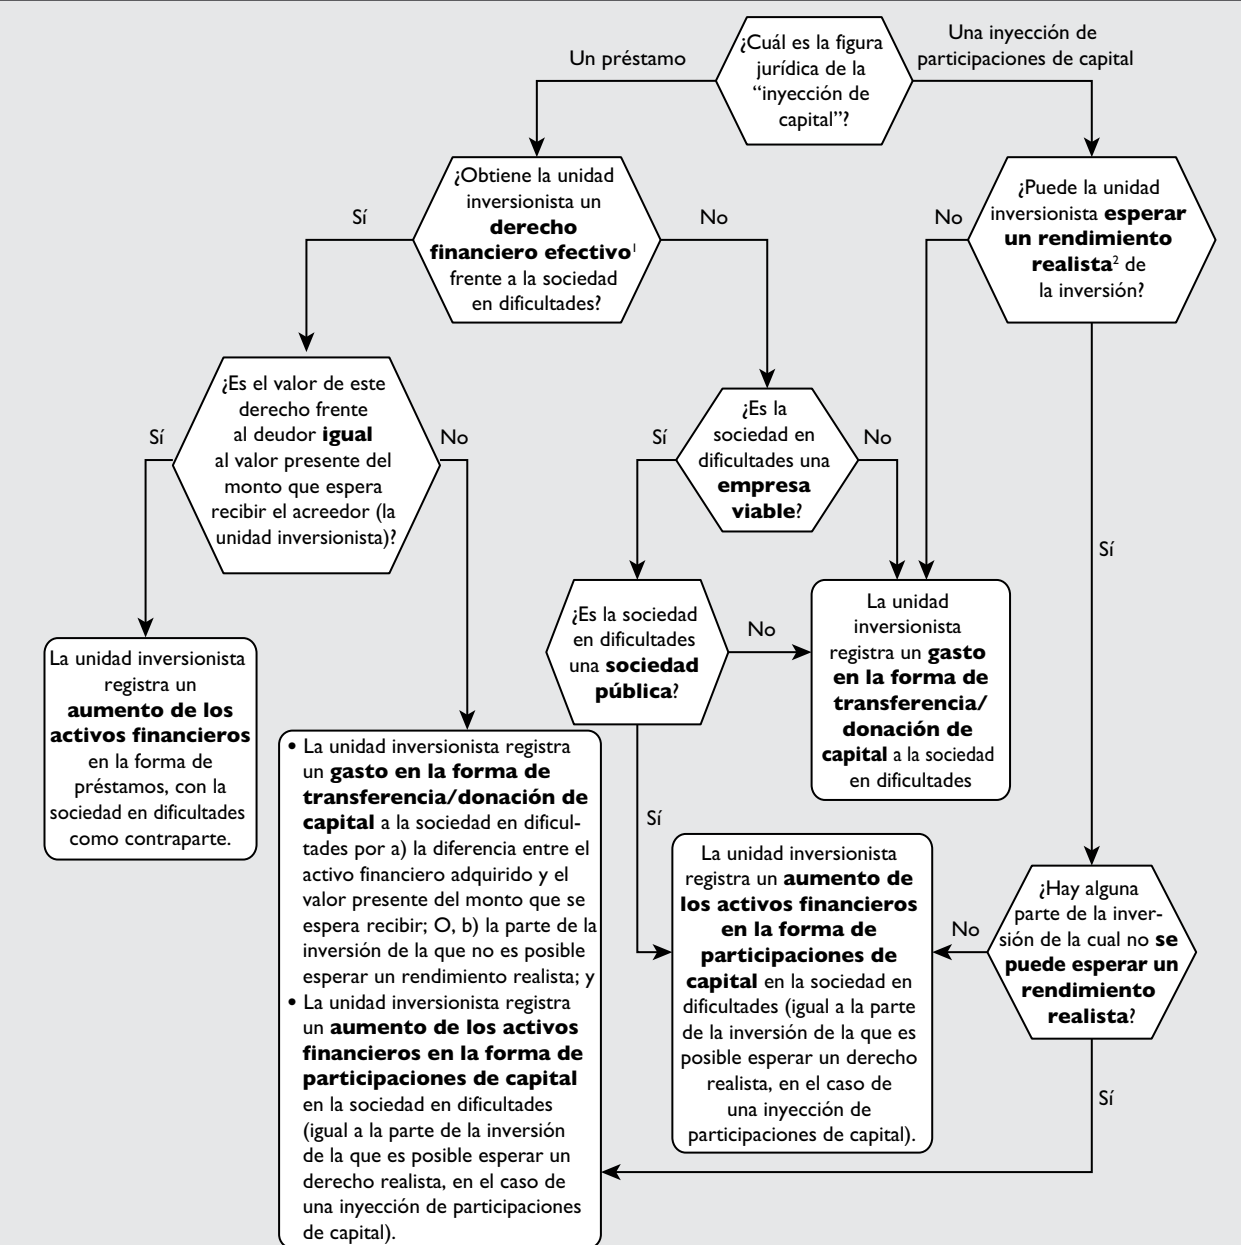 ¿Cuál es la figura
jurídica de la
“inyección de
capital”?
Un préstamo
Una inyección de
participaciones de capital
¿Obtiene la unidad
inversionista un
derecho
financiero efectivo¹
frente a la sociedad
en dificultades?
Sí
No
¿Puede la unidad
inversionista esperar
un rendimiento
realista² de
la inversión?
No
Sí
¿Es el valor de este
derecho frente
al deudor igual
al valor presente del
monto que espera
recibir el acreedor (la
unidad inversionista)?
Sí
No
¿Es la
sociedad en
dificultades una
empresa
viable?
Sí
No
¿Es la sociedad
en dificultades
una sociedad
pública?
No
Sí
La unidad
inversionista
registra un gasto
en la forma de
transferencia/
donación de
capital a la sociedad
en dificultades
La unidad inversionista
registra un
aumento de los
activos financieros
en la forma de
préstamos, con la
sociedad en dificultades
como contraparte.
• La unidad inversionista registra
un gasto en la forma de
transferencia/donación de
capital a la sociedad en dificul-
tades por a) la diferencia entre el
activo financiero adquirido y el
valor presente del monto que se
espera recibir; O, b) la parte de la
inversión de la que no es posible
esperar un rendimiento realista; y
• La unidad inversionista registra
un aumento de los activos
financieros en la forma de
participaciones de capital
en la sociedad en dificultades
(igual a la parte de la inversión
de la que es posible esperar un
derecho realista, en el caso de
una inyección de participaciones
de capital).
La unidad inversionista
registra un aumento de
los activos financieros
en la forma de
participaciones de
capital en la sociedad en
dificultades (igual a la parte
de la inversión de la que es
posible esperar un derecho
realista, en el caso de
una inyección de
participaciones de capital).
¿Hay alguna
parte de la inver-
sión de la cual no se
puede esperar un
rendimiento
realista?
No
Sí